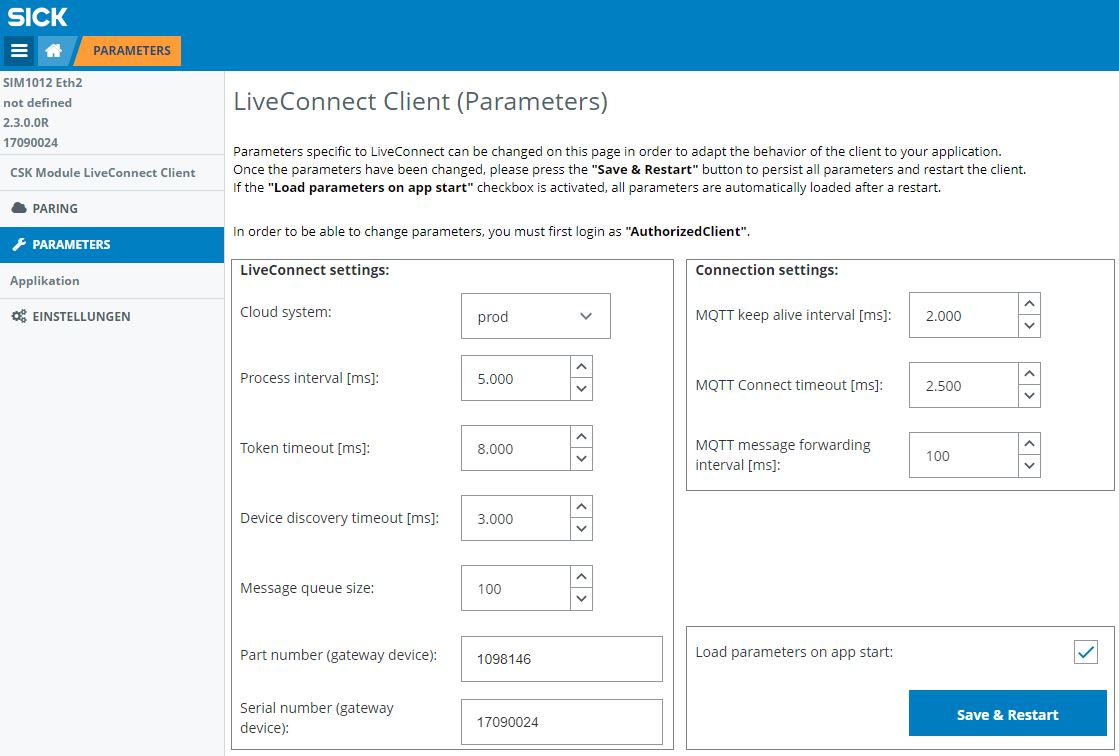 SICK
PARAMETERS
SIM1012 Eth2
not defined
2.3.0.0R
17090024
CSK Module LiveConnect Client
PARING
PARAMETERS
Applikation
EINSTELLUNGEN
LiveConnect Client (Parameters)
Parameters specific to LiveConnect can be changed on this page in order to adapt the behavior of the client to your application.
Once the parameters have been changed, please press the "Save & Restart" button to persist all parameters and restart the client.
If the "Load parameters on app start" checkbox is activated, all parameters are automatically loaded after a restart.
In order to be able to change parameters, you must first login as "AuthorizedClient".
LiveConnect settings:
Cloud system:
prod
Process interval [ms]:
5.000
Token timeout [ms]:
8.000
Device discovery timeout [ms]:
3.000
Message queue size:
100
Part number (gateway device):
1098146
Serial number (gateway
device):
17090024
Connection settings:
MQTT keep alive interval [ms]:
2.000
MQTT Connect timeout [ms]:
2.500
MQTT message forwarding
interval [ms]:
100
Load parameters on app start:
Save & Restart